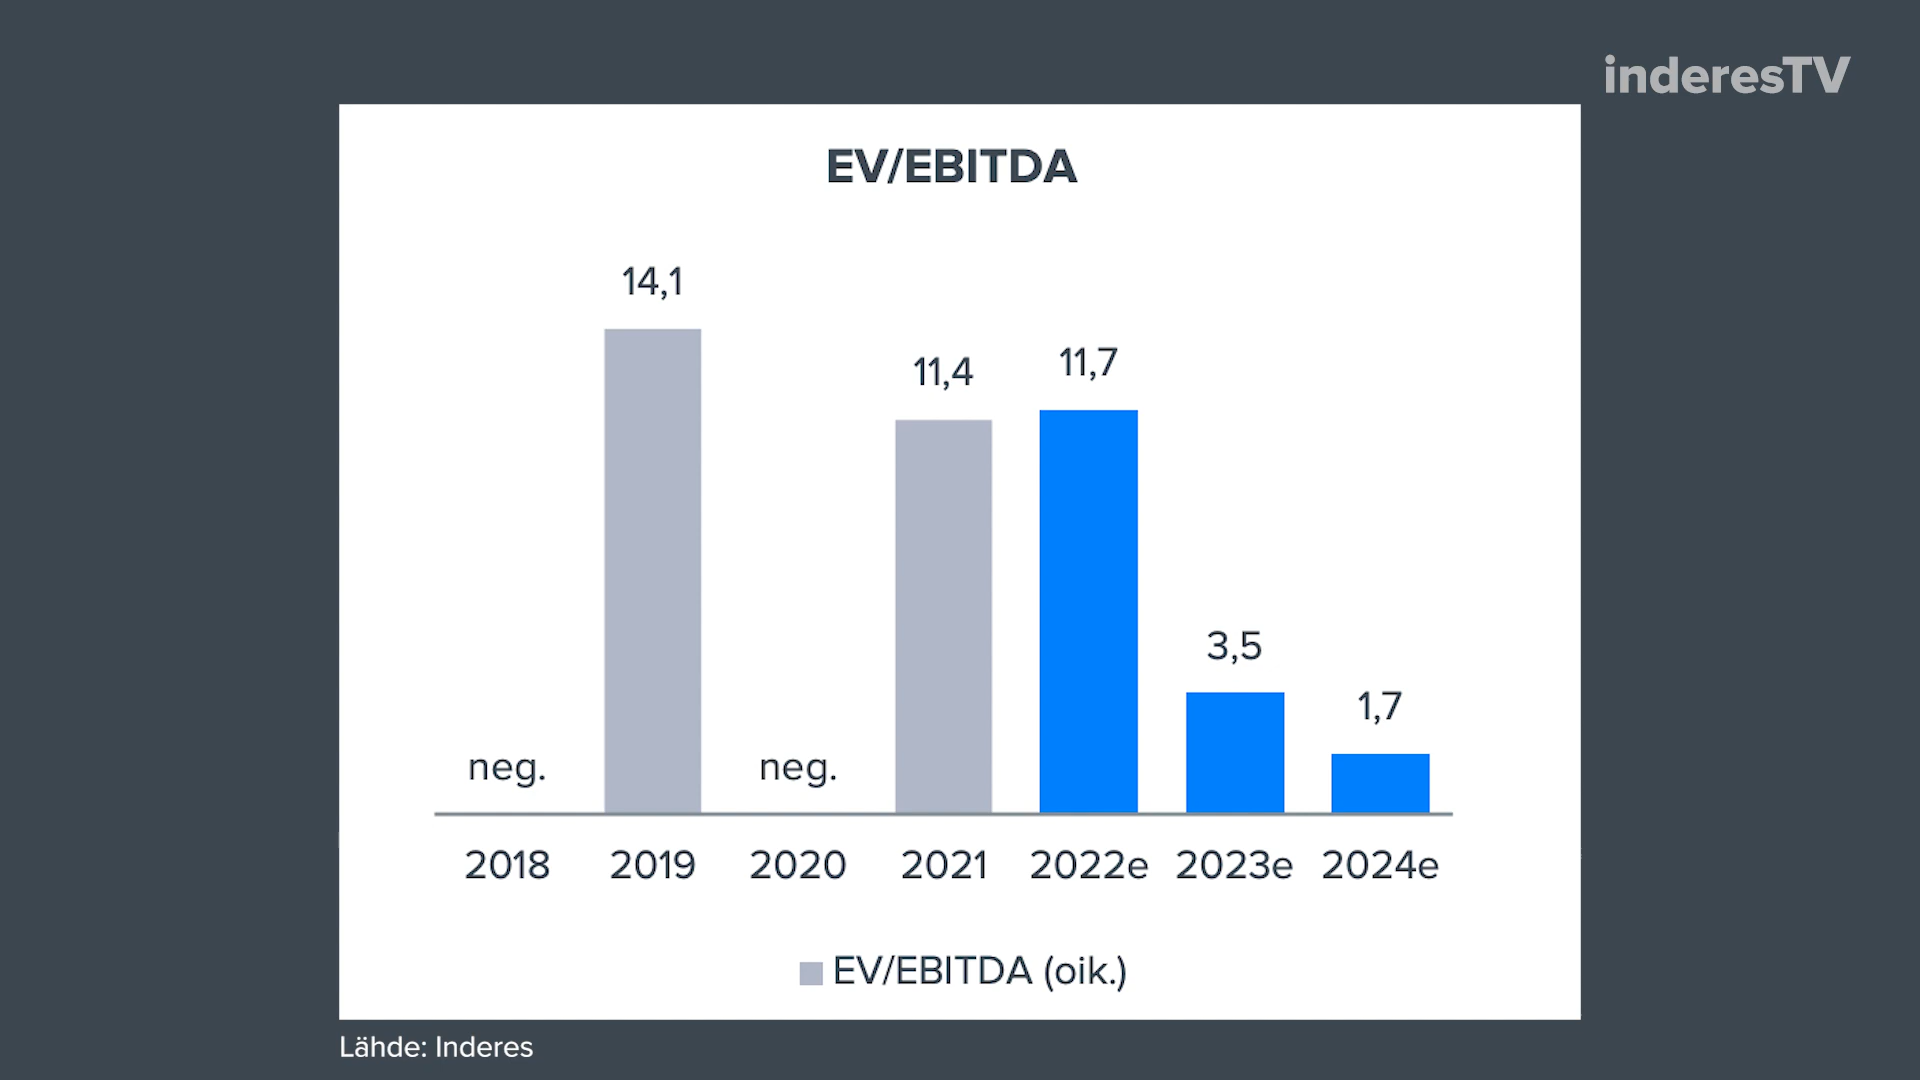 inderesTV
EV/EBITDA
14,1
11,4
11,7
3,5
1,7
neg.
neg.
2018 2019 2020 2021 2022e 2023e 2024e
EV/EBITDA (oik.)
Lähde: Inderes